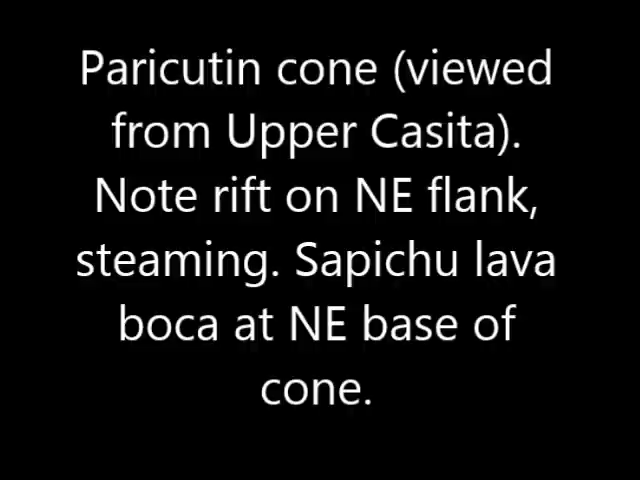 Paricutin cone (viewed
from Upper Casita).
Note rift on NE flank,
steaming. Sapichu lava
boca at NE base of
cone.